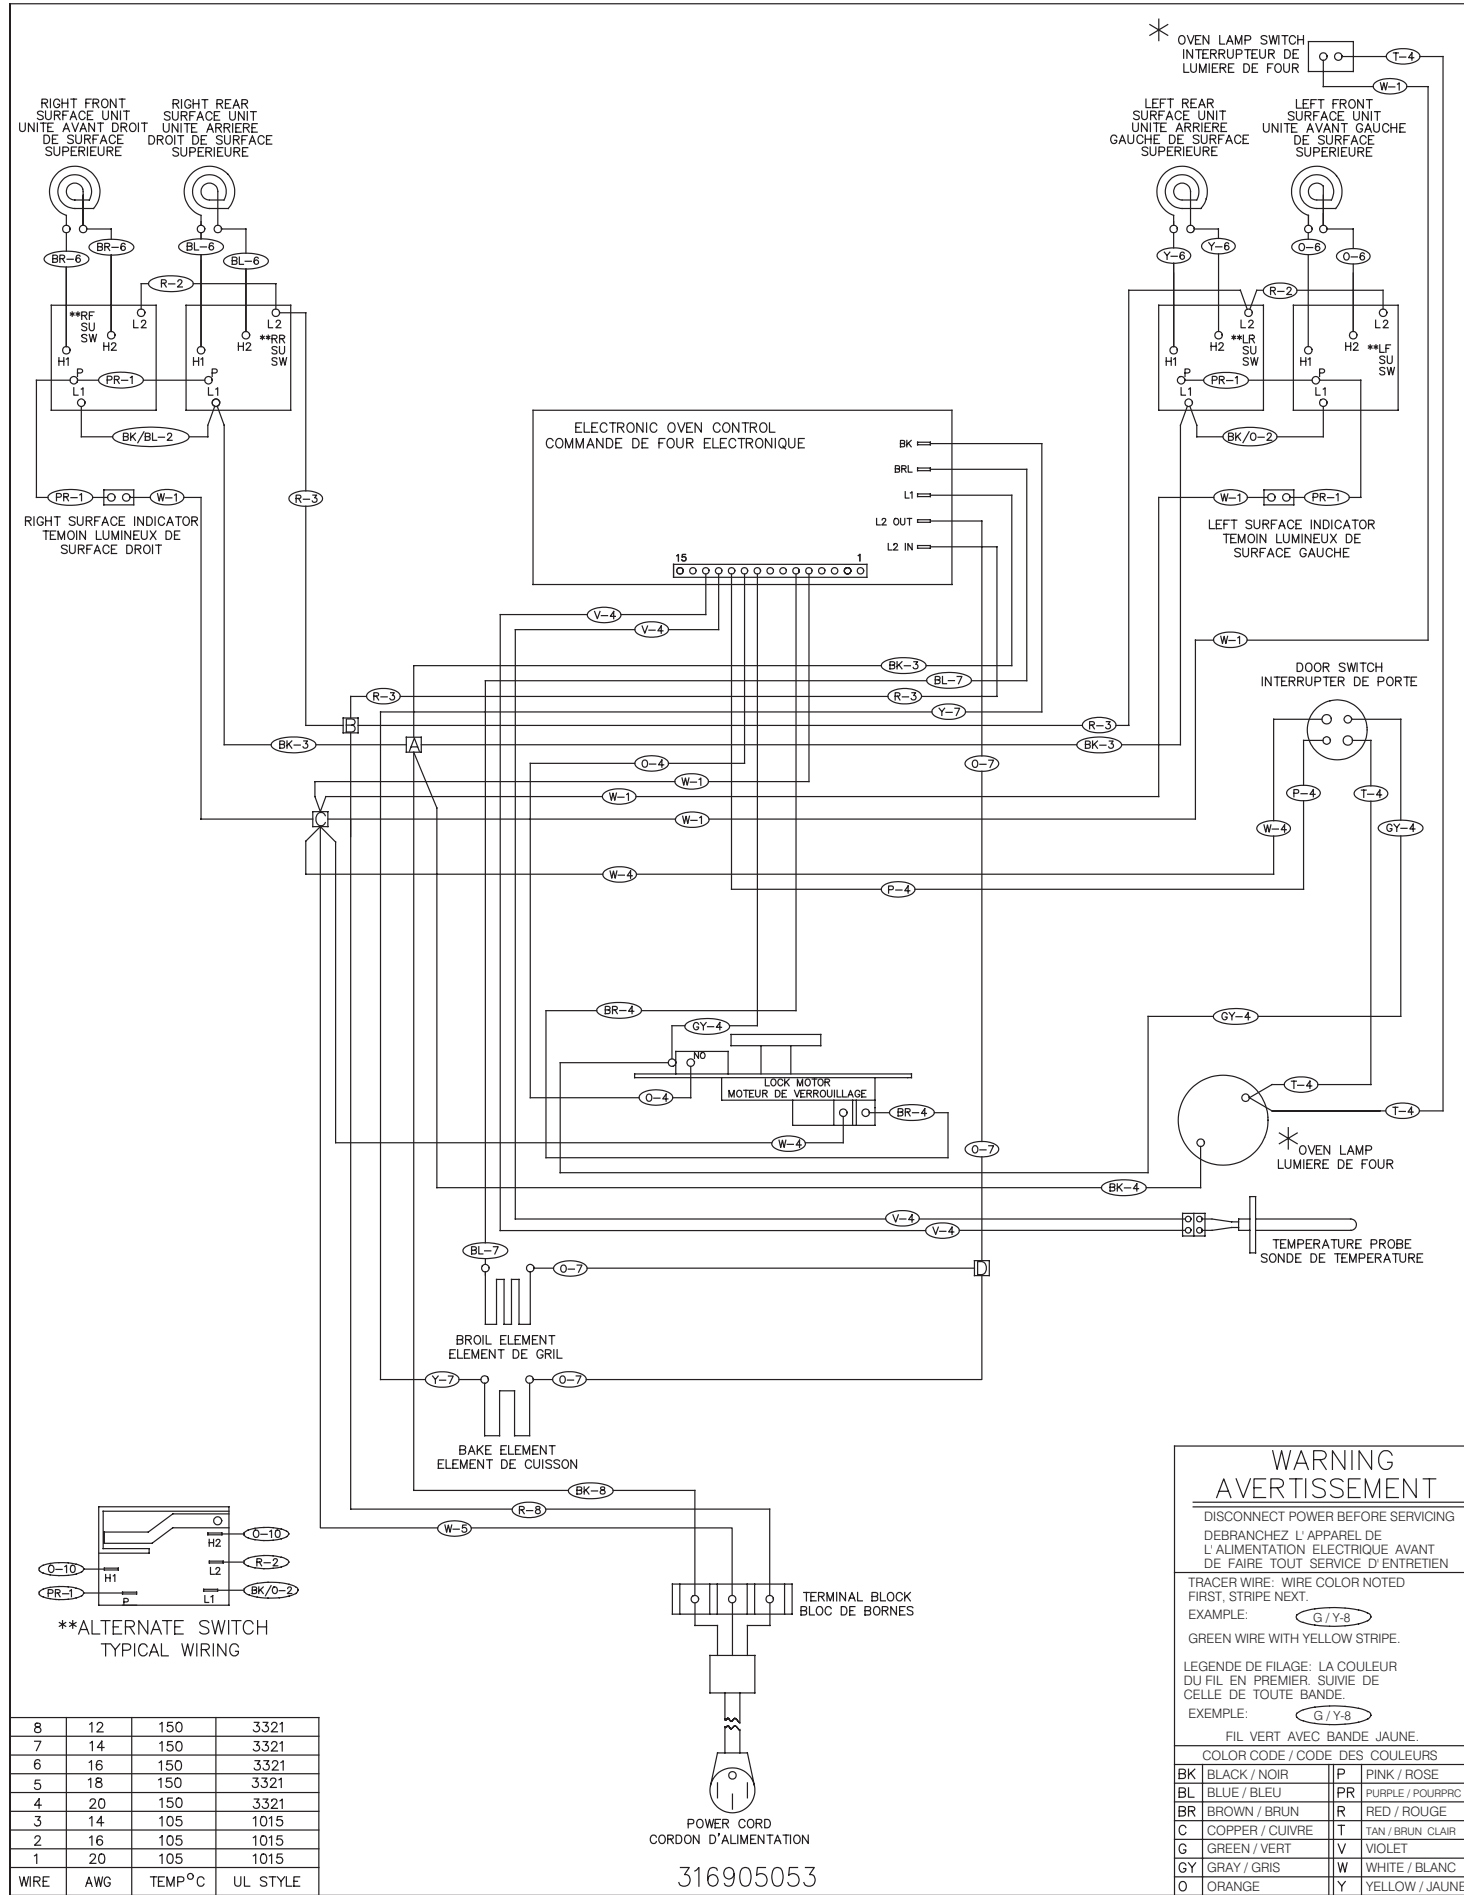 OVEN LAMP SWITCH
INTERRUPTEUR DE
LUMIERE DE FOUR
T-4
W-1
RIGHT FRONT
SURFACE UNIT
UNITE AVANT DROIT
DE SURFACE
SUPERIEURE
RIGHT REAR
SURFACE UNIT
UNITE ARRIERE
DROIT DE SURFACE
SUPERIEURE
LEFT REAR
SURFACE UNIT
UNITE ARRIERE
GAUCHE DE SURFACE
SUPERIEURE
LEFT FRONT
SURFACE UNIT
UNITE AVANT GAUCHE
DE SURFACE
SUPERIEURE
BR-6
BR-6
BL-6
BL-6
Y-6
Y-6
O-6
O-6
R-2
R-2
**RF
SU
SW
L2
H2
H1
P
L1
PR-1
**RR
SU
SW
L2
H2
H1
P
L1
BK/BL-2
**LR
SU
SW
L2
H2
H1
P
L1
PR-1
**LF
SU
SW
L2
H2
H1
P
L1
BK/O-2
PR-1
W-1
RIGHT SURFACE INDICATOR
TEMOIN LUMINEUX DE
SURFACE DROIT
R-3
ELECTRONIC OVEN CONTROL
COMMANDE DE FOUR ELECTRONIQUE
BK
BRL
L1
L2 OUT
L2 IN
15
1
W-1
PR-1
LEFT SURFACE INDICATOR
TEMOIN LUMINEUX DE
SURFACE GAUCHE
V-4
V-4
W-1
BK-3
BL-7
R-3
R-3
Y-7
B
R-3
BK-3
A
BK-3
O-4
O-7
W-1
W-1
C
W-1
DOOR SWITCH
INTERRUPTER DE PORTE
P-4
T-4
W-4
GY-4
W-4
P-4
BR-4
GY-4
GY-4
NO
LOCK MOTOR
MOTEUR DE VERROUILLAGE
O-4
BR-4
W-4
O-7
T-4
T-4
OVEN LAMP
LUMIERE DE FOUR
BK-4
V-4
V-4
TEMPERATURE PROBE
SONDE DE TEMPERATURE
BL-7
O-7
D
BROIL ELEMENT
ELEMENT DE GRIL
Y-7
O-7
BAKE ELEMENT
ELEMENT DE CUISSON
BK-8
R-8
W-5
TERMINAL BLOCK
BLOC DE BORNES
POWER CORD
CORDON D'ALIMENTATION
316905053
H2
O-10
L2
R-2
O-10
H1
PR-1
P
L1
BK/O-2
**ALTERNATE SWITCH
TYPICAL WIRING
8 12 150 3321
7 14 150 3321
6 16 150 3321
5 18 150 3321
4 20 150 3321
3 14 105 1015
2 16 105 1015
1 20 105 1015
WIRE AWG TEMP°C UL STYLE
WARNING
AVERTISSEMENT
DISCONNECT POWER BEFORE SERVICING
DEBRANCHEZ L'APPAREL DE
L'ALIMENTATION ELECTRIQUE AVANT
DE FAIRE TOUT SERVICE D'ENTRETIEN
TRACER WIRE: WIRE COLOR NOTED
FIRST, STRIPE NEXT.
EXAMPLE: G / Y-8
GREEN WIRE WITH YELLOW STRIPE.
LEGENDE DE FILAGE: LA COULEUR
DU FIL EN PREMIER. SUIVIE DE
CELLE DE TOUTE BANDE.
EXEMPLE: G / Y-8
FIL VERT AVEC BANDE JAUNE.
COLOR CODE / CODE DES COULEURS
BK BLACK / NOIR P PINK / ROSE
BL BLUE / BLEU PR PURPLE / POURPRC
BR BROWN / BRUN R RED / ROUGE
C COPPER / CUIVRE T TAN / BRUN CLAIR
G GREEN / VERT V VIOLET
GY GRAY / GRIS W WHITE / BLANC
O ORANGE Y YELLOW / JAUNE